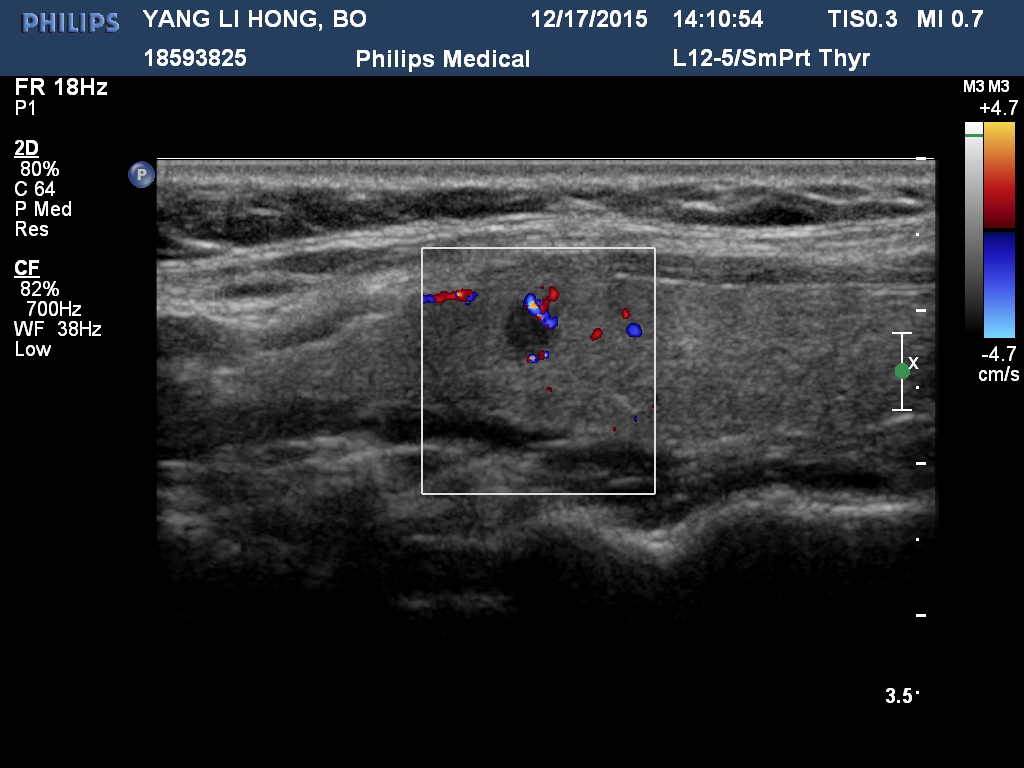 PHILIPS YANG LI HONG, BO 12/17/2015 14:10:54 TIS0.3 MI 0.7
18593825 Philips Medical L12-5/SmPrt Thyr
FR 18Hz
P1
2D
80%
C 64
P Med
Res
CF
82%
700Hz
WF 38Hz
Low
P
M3 M3
+4.7
-4.7
cm/s
X
3.5